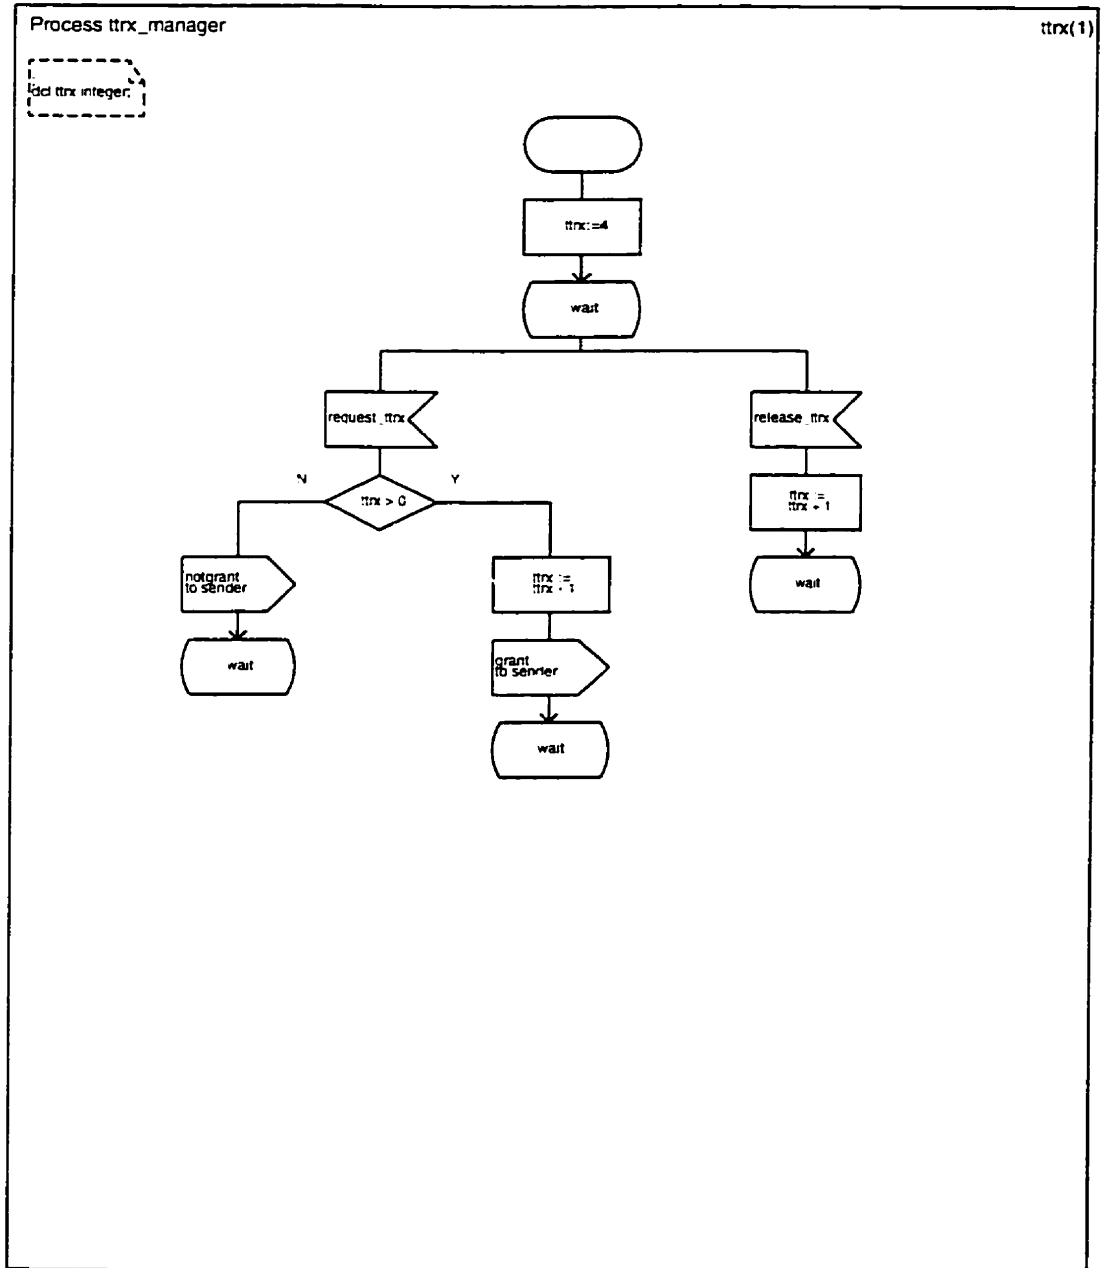 Process ttrx_manager
ttrx(1)
dcl ttrx integer;
ttrx:=4
wait
request_ttrx
release_ttrx
N
Y
ttrx > 0
ttrx :=
ttrx + 1
notgrant
to sender
ttrx :=
ttrx - 1
wait
wait
grant
to sender
wait